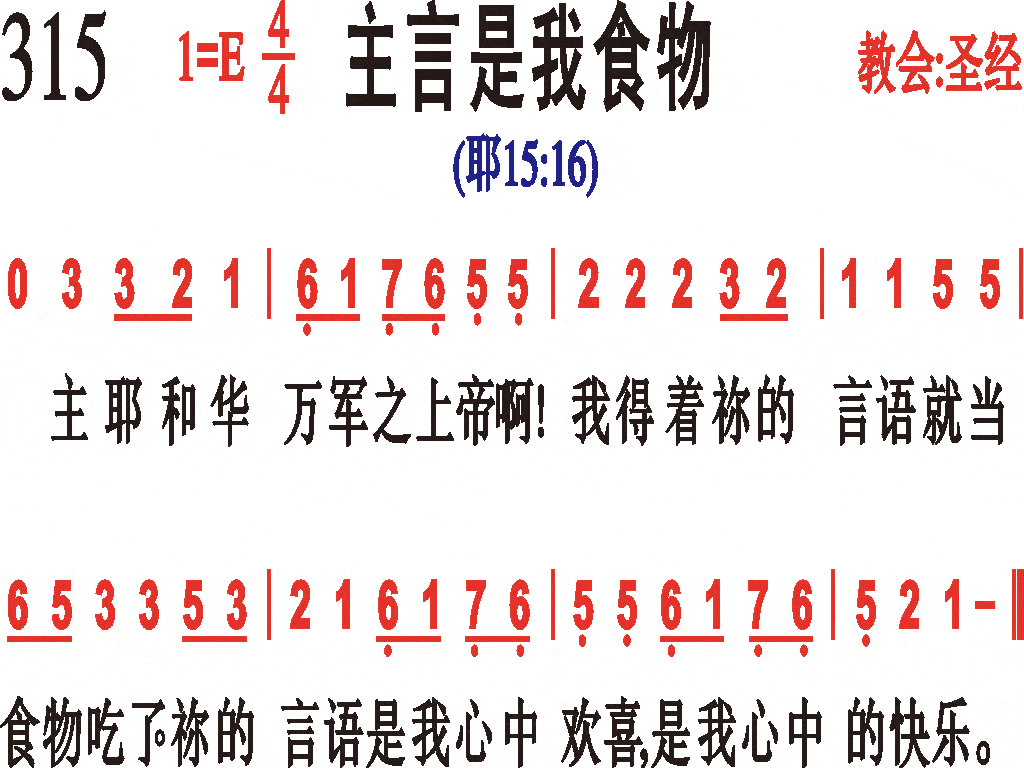 315 1=E 4/4 主言是我食物 教会:圣经
(耶15:16)
0 3 3 2 1 | 6 1 7 6 5 5 | 2 2 2 3 2 | 1 1 5 5 |
主耶和华 万军之上帝啊! 我得着祢的 言语就当
6 5 3 3 5 3 | 2 1 6 1 7 6 | 5 5 6 1 7 6 | 5 2 1 – ‖
食物吃了。祢的 言语是我心中 欢喜,是我心中 的快乐。